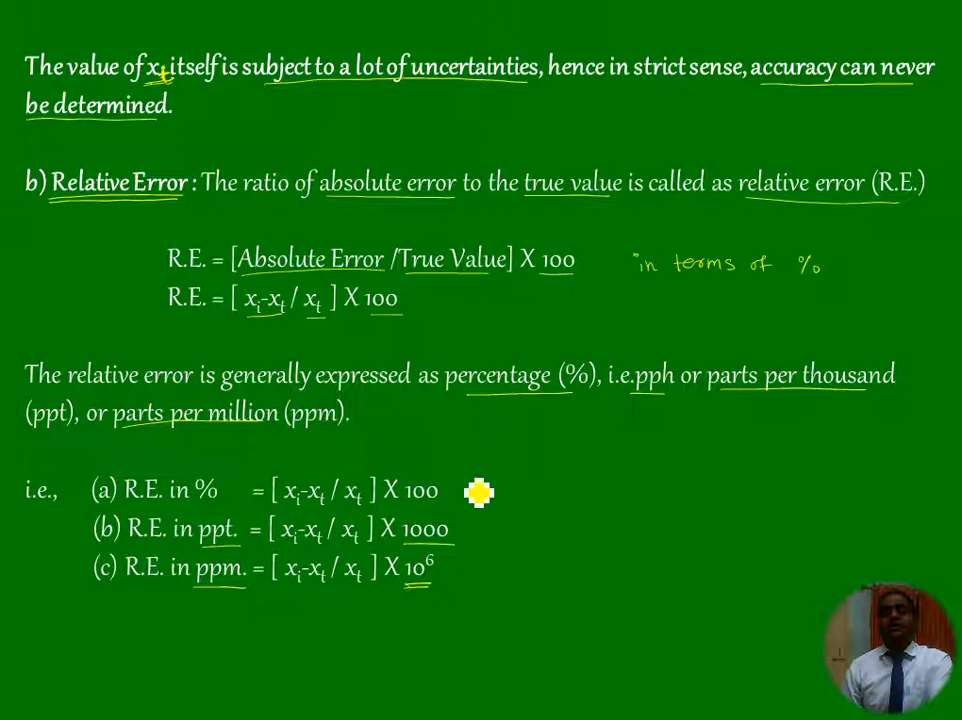 The value of xₜ itself is subject to a lot of uncertainties, hence in strict sense, accuracy can never
be determined.
b) Relative Error : The ratio of absolute error to the true value is called as relative error (R.E.)
R.E. = [Absolute Error /True Value] X 100 in terms of %
R.E. = [ xᵢ-xₜ / xₜ ] X 100
The relative error is generally expressed as percentage (%), i.e.pph or parts per thousand
(ppt), or parts per million (ppm).
i.e., (a) R.E. in % = [ xᵢ-xₜ / xₜ ] X 100
(b) R.E. in ppt. = [ xᵢ-xₜ / xₜ ] X 1000
(c) R.E. in ppm. = [ xᵢ-xₜ / xₜ ] X 10⁶